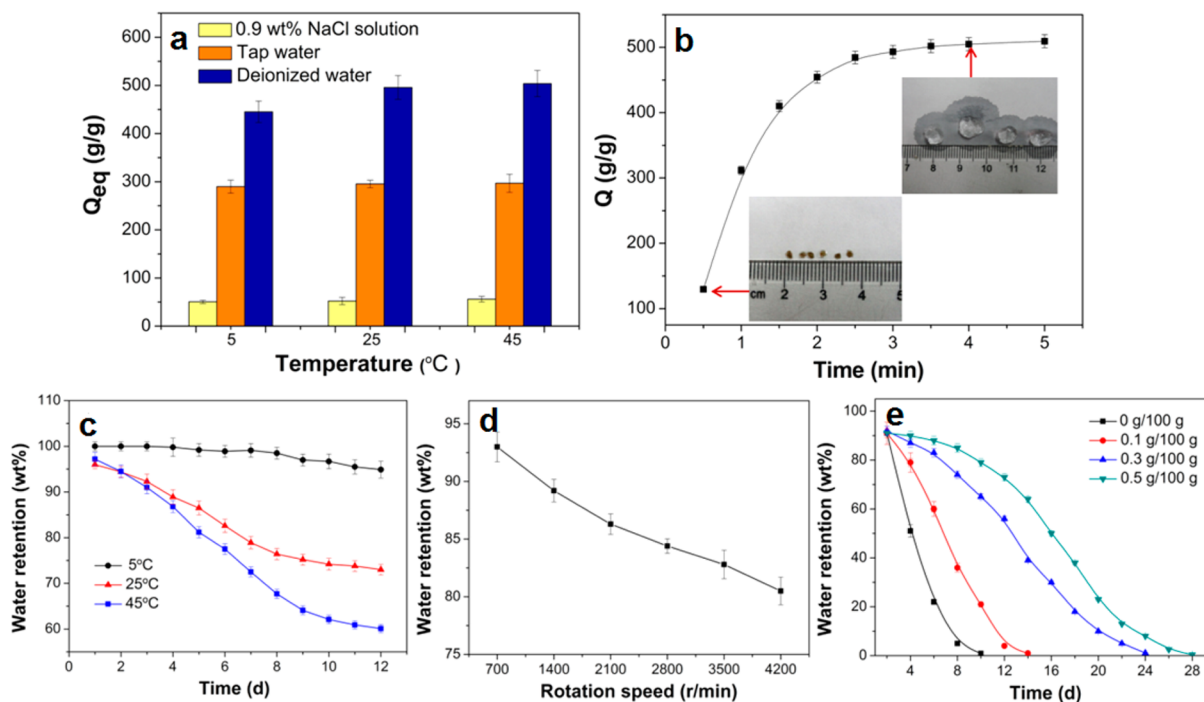 a
0.9 wt% NaCl solution
Tap water
Deionized water
Qeq (g/g)
600
500
400
300
200
100
0
5
25
45
Temperature (°C )
b
Q (g/g)
500
400
300
200
100
1
2
3
4
5
Time (min)
7 8 9 10 11 12
cm 2 3 4 5
c
Water retention (wt%)
110
100
90
80
70
60
5°C
25°C
45°C
0 2 4 6 8 10 12
Time (d)
d
Water retention (wt%)
95
90
85
80
75
700 1400 2100 2800 3500 4200
Rotation speed (r/min)
e
0 g/100 g
0.1 g/100 g
0.3 g/100 g
0.5 g/100 g
Water retention (wt%)
100
80
60
40
20
0
4 8 12 16 20 24 28
Time (d)